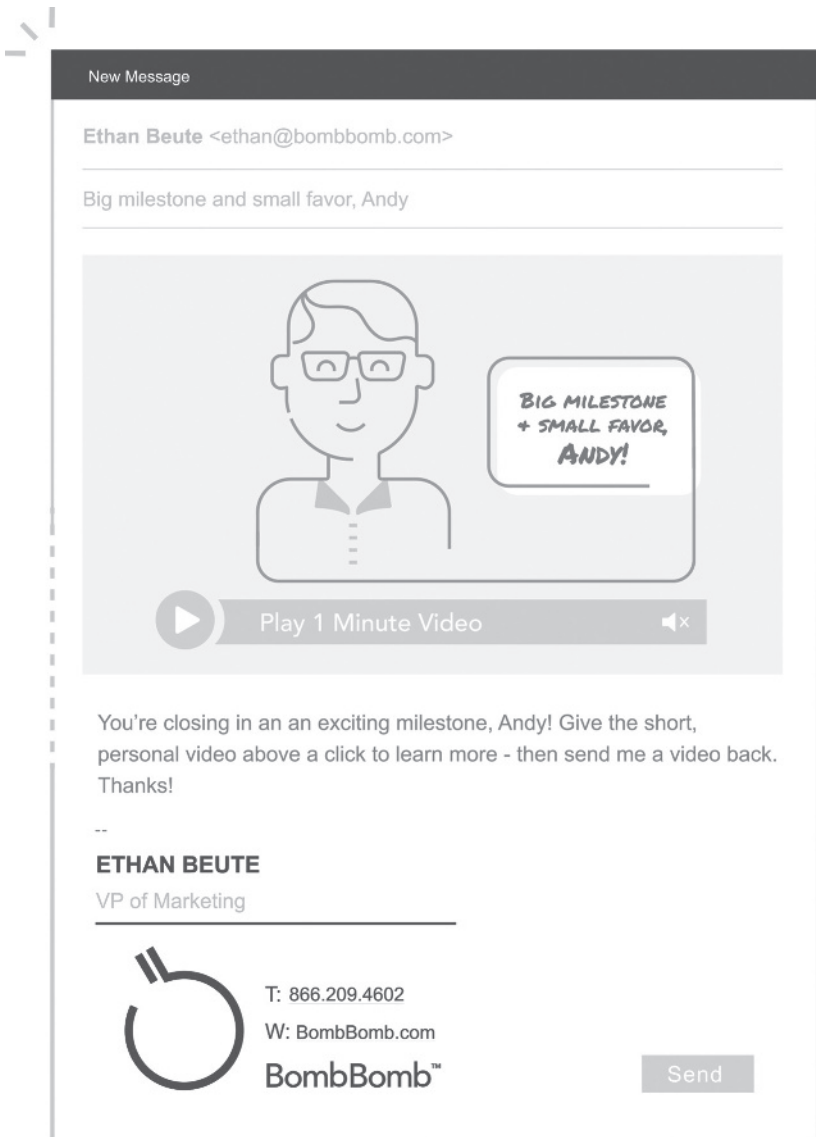 New Message
Ethan Beute <ethan@bombbomb.com>
Big milestone and small favor, Andy
BIG MILESTONE
+ SMALL FAVOR,
ANDY!
Play 1 Minute Video
You're closing in an an exciting milestone, Andy! Give the short,
personal video above a click to learn more - then send me a video back.
Thanks!
--
ETHAN BEUTE
VP of Marketing
T: 866.209.4602
W: BombBomb.com
BombBomb™
Send